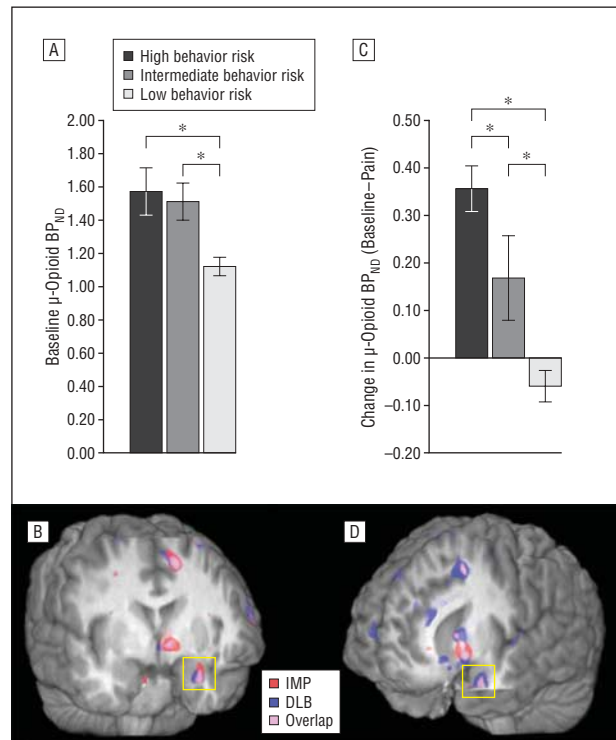 A
High behavior risk
Intermediate behavior risk
Low behavior risk
2.00
1.80
1.60
1.40
1.20
1.00
0.80
0.60
0.40
0.20
0.00
Baseline μ-Opioid BPND
*
*
C
0.50
0.40
0.30
0.20
0.10
0.00
–0.10
–0.20
Change in μ-Opioid BPND (Baseline–Pain)
*
*
*
B
IMP
DLB
Overlap
D